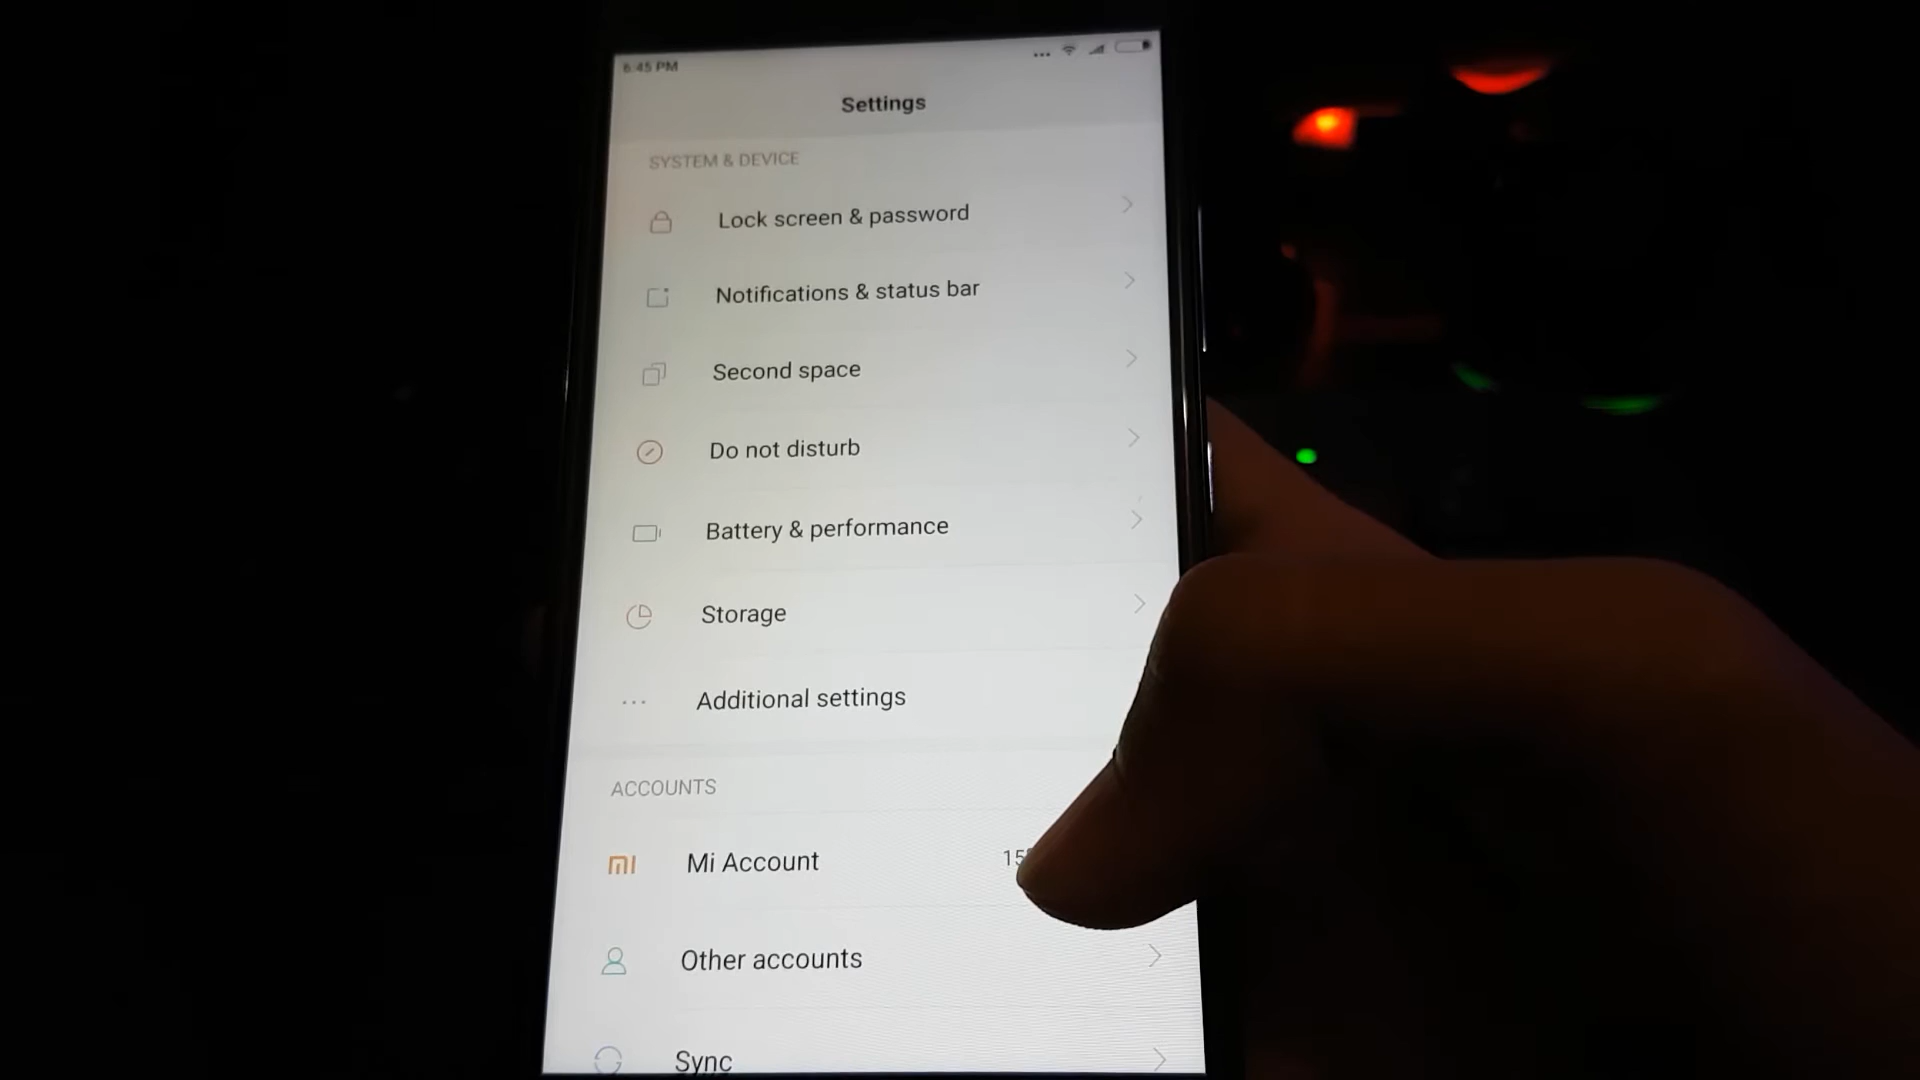 6:45 PM
Settings
SYSTEM & DEVICE
Lock screen & password
Notifications & status bar
Second space
Do not disturb
Battery & performance
Storage
Additional settings
ACCOUNTS
Mi Account
15
Other accounts
Sync